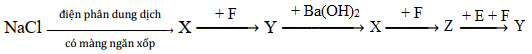 NaCl điện phân dung dịch có màng ngăn xốp X + F Y + Ba(OH)₂ X + F Z + E + F Y